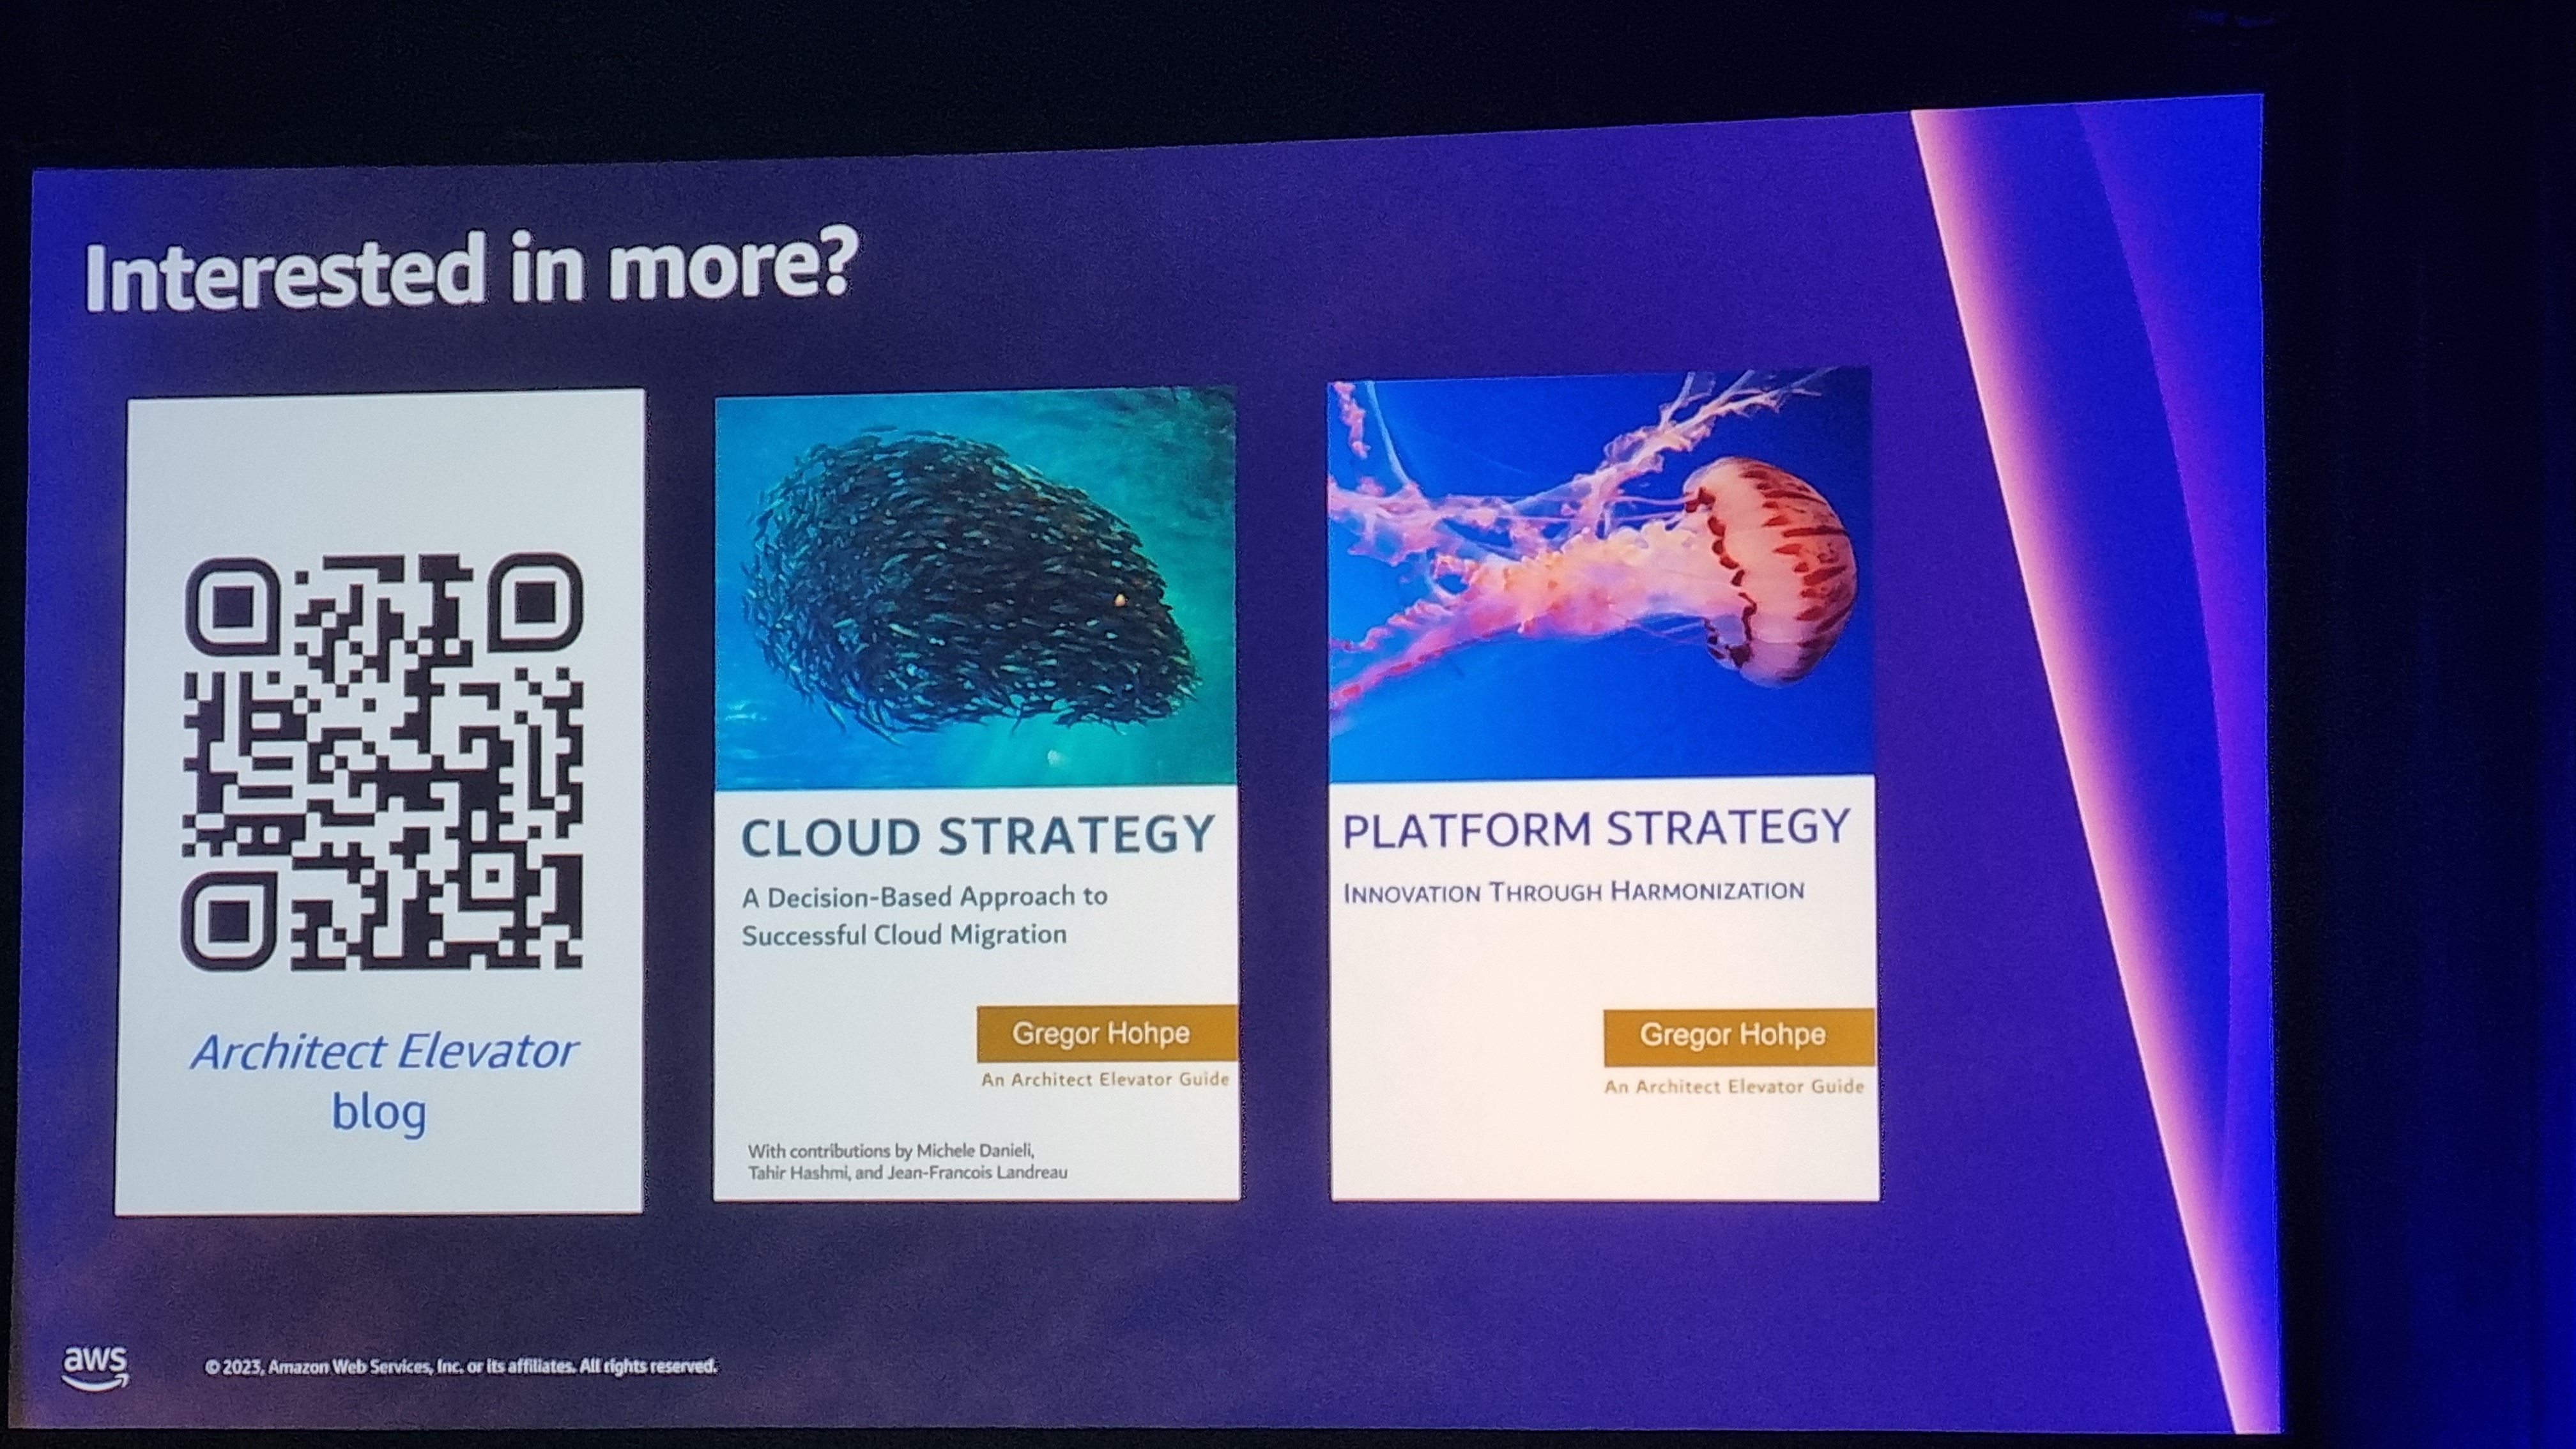 Interested in more?
Architect Elevator
blog
CLOUD STRATEGY
A Decision-Based Approach to
Successful Cloud Migration
Gregor Hohpe
An Architect Elevator Guide
With contributions by Michele Danieli,
Tahir Hashmi, and Jean-Francois Landreau
PLATFORM STRATEGY
INNOVATION THROUGH HARMONIZATION
Gregor Hohpe
An Architect Elevator Guide
aws
© 2023, Amazon Web Services, Inc. or its affiliates. All rights reserved.